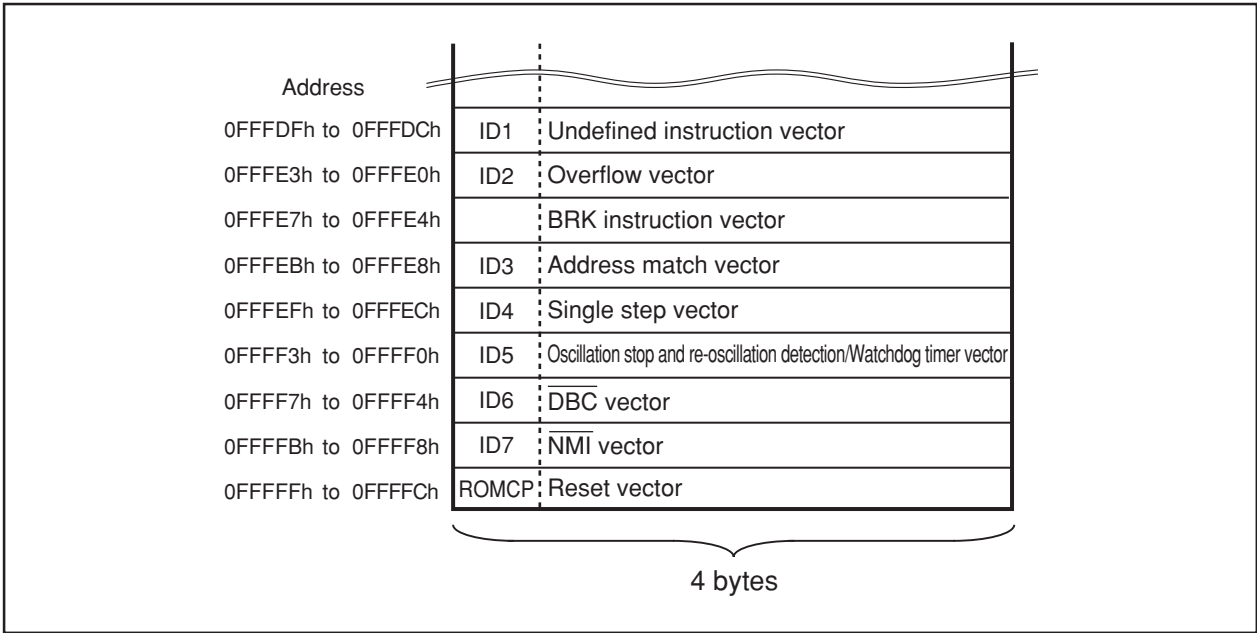 Address
0FFFDFh to 0FFFDCh ID1 Undefined instruction vector
0FFFE3h to 0FFFE0h ID2 Overflow vector
0FFFE7h to 0FFFE4h BRK instruction vector
0FFFEBh to 0FFFE8h ID3 Address match vector
0FFFEFh to 0FFFECh ID4 Single step vector
0FFFF3h to 0FFFF0h ID5 Oscillation stop and re-oscillation detection/Watchdog timer vector
0FFFF7h to 0FFFF4h ID6 D̅B̅C̅ vector
0FFFFBh to 0FFFF8h ID7 N̅M̅I̅ vector
0FFFFFh to 0FFFFCh ROMCP Reset vector
4 bytes